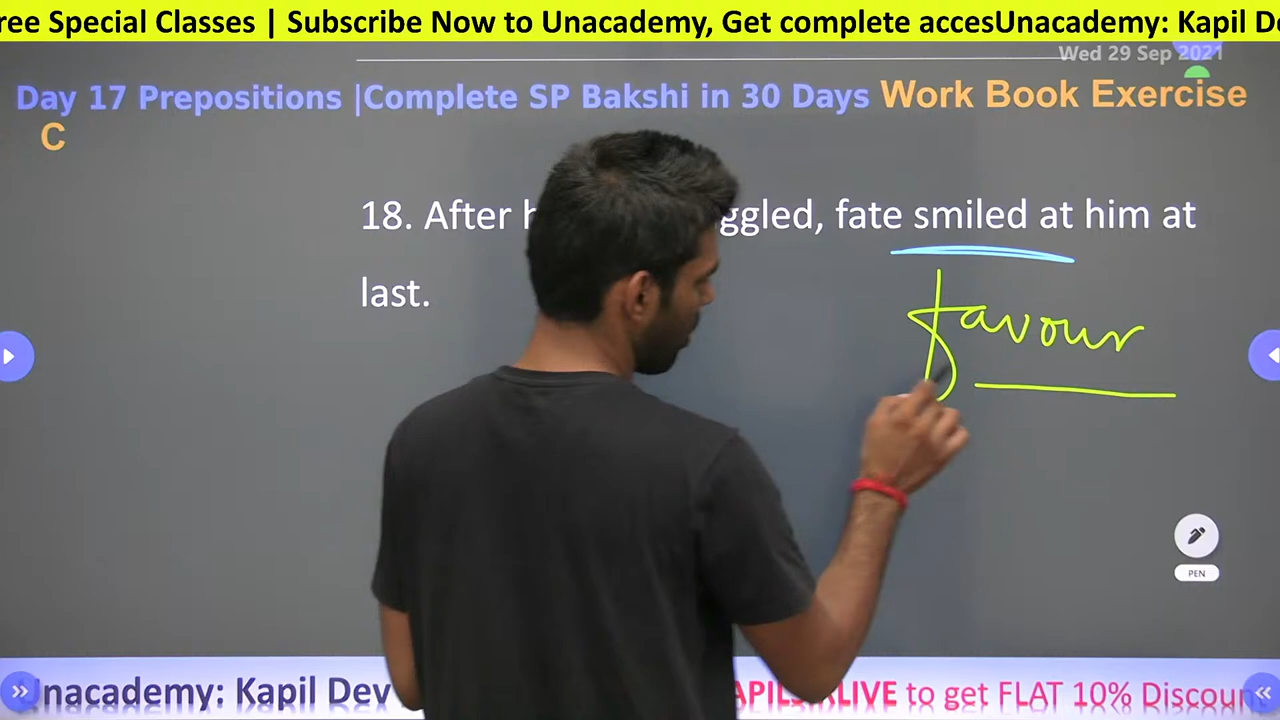 ree Special Classes | Subscribe Now to Unacademy, Get complete accesUnacademy: Kapil De
Wed 29 Sep 2021
Day 17 Prepositions |Complete SP Bakshi in 30 Days Work Book Exercise
C
18. After h ggled, fate smiled at him at
last.
favour
PEN
Unacademy: Kapil Dev LIVE to get FLAT 10% Discoun